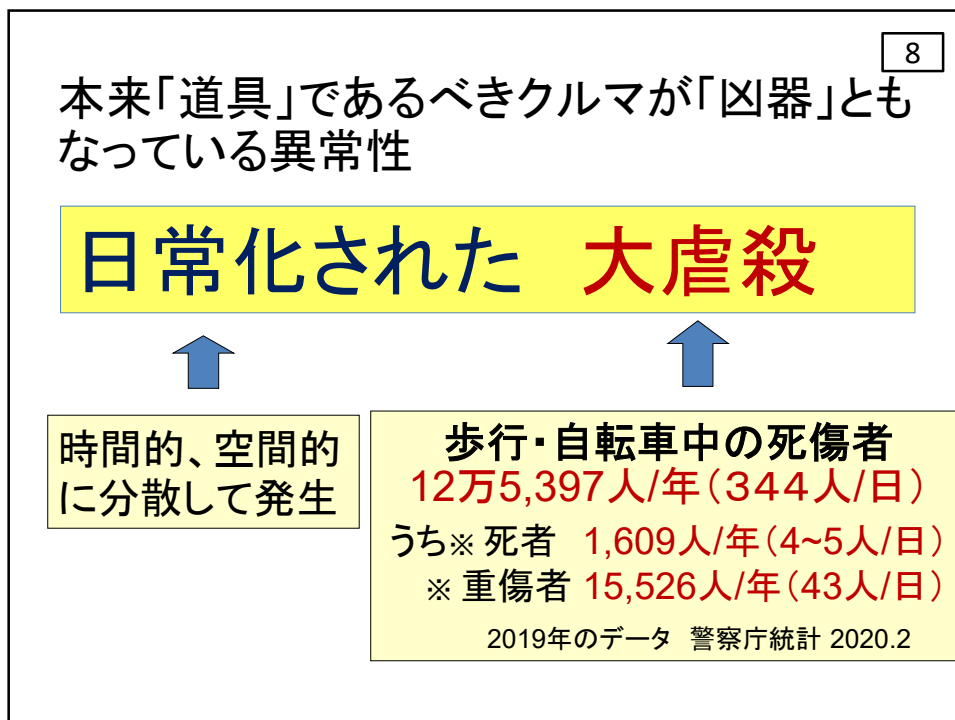 8
本来「道具」であるべきクルマが「凶器」とも
なっている異常性
日常化された 大虐殺
時間的、空間的
に分散して発生
歩行・自転車中の死傷者
12万5,397人/年(344人/日)
うち※ 死者 1,609人/年(4~5人/日)
※ 重傷者 15,526人/年(43人/日)
2019年のデータ 警察庁統計 2020.2